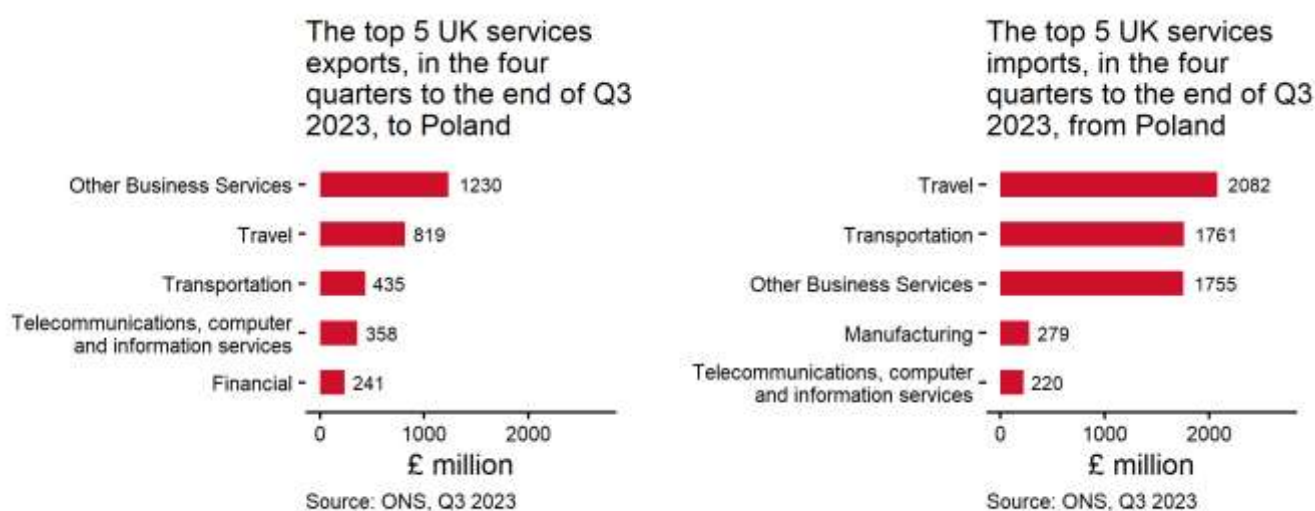 The top 5 UK services
exports, in the four
quarters to the end of Q3
2023, to Poland
Other Business Services
1230
Travel
819
Transportation
435
Telecommunications, computer
and information services
358
Financial
241
0 1000 2000
£ million
Source: ONS, Q3 2023
The top 5 UK services
imports, in the four
quarters to the end of Q3
2023, from Poland
Travel
2082
Transportation
1761
Other Business Services
1755
Manufacturing
279
Telecommunications, computer
and information services
220
0 1000 2000
£ million
Source: ONS, Q3 2023